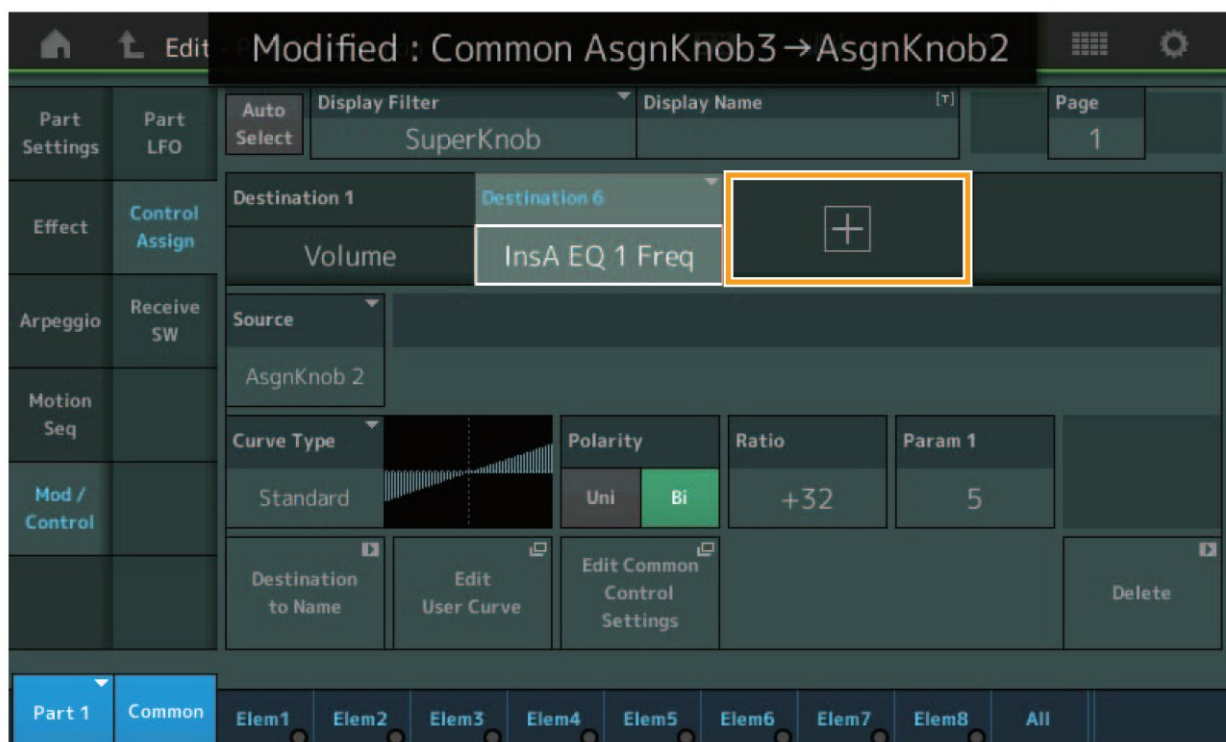 Edit
Modified : Common AsgnKnob3→AsgnKnob2
Part
Settings
Part
LFO
Auto
Select
Display Filter
SuperKnob
Display Name
[T]
Page
1
Effect
Control
Assign
Destination 1
Volume
Destination 6
InsA EQ 1 Freq
+
Arpeggio
Receive
SW
Source
AsgnKnob 2
Motion
Seq
Curve Type
Standard
Polarity
Uni
Bi
Ratio
+32
Param 1
5
Mod /
Control
Destination
to Name
Edit
User Curve
Edit Common
Control
Settings
Delete
Part 1
Common
Elem1
Elem2
Elem3
Elem4
Elem5
Elem6
Elem7
Elem8
All